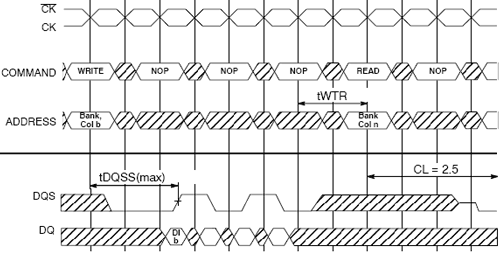 CK
CK
COMMAND WRITE NOP NOP NOP READ NOP
tWTR
ADDRESS Bank, Col b Bank Col n
tDQSS(max) CL = 2.5
DQS
DQ DI b